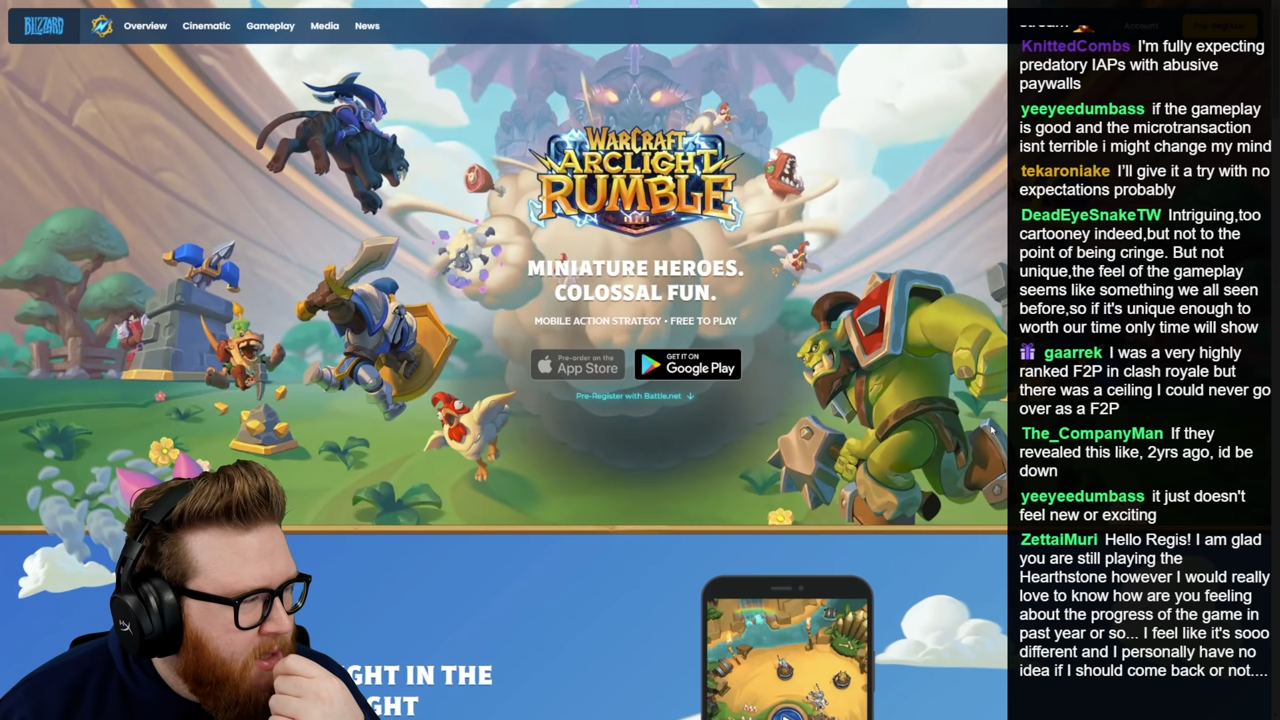 BLIZZARD
Overview
Cinematic
Gameplay
Media
News
Account
Pre-Register
WARCRAFT
ARCLIGHT
RUMBLE
MINIATURE HEROES.
COLOSSAL FUN.
MOBILE ACTION STRATEGY • FREE TO PLAY
Pre-order on the
App Store
GET IT ON
Google Play
Pre-Register with Battle.net
GHT IN THE
GHT
KnittedCombs I'm fully expecting
predatory IAPs with abusive
paywalls
yeeyeedumbass if the gameplay
is good and the microtransaction
isnt terrible i might change my mind
tekaroniake I'll give it a try with no
expectations probably
DeadEyeSnakeTW Intriguing,too
cartooney indeed,but not to the
point of being cringe. But not
unique,the feel of the gameplay
seems like something we all seen
before,so if it's unique enough to
worth our time only time will show
gaarrek I was a very highly
ranked F2P in clash royale but
there was a ceiling I could never go
over as a F2P
The_CompanyMan If they
revealed this like, 2yrs ago, id be
down
yeeyeedumbass it just doesn't
feel new or exciting
ZettaiMuri Hello Regis! I am glad
you are still playing the
Hearthstone however I would really
love to know how are you feeling
about the progress of the game in
past year or so... I feel like it's sooo
different and I personally have no
idea if I should come back or not....